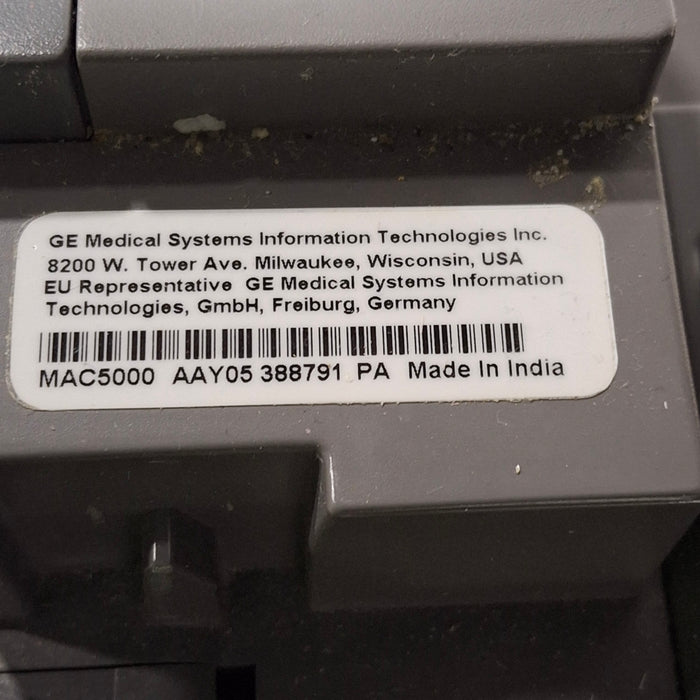 GE Medical Systems Information Technologies Inc.
8200 W. Tower Ave. Milwaukee, Wisconsin, USA
EU Representative GE Medical Systems Information
Technologies, GmbH, Freiburg, Germany
MAC5000 AAY05 388791 PA Made In India